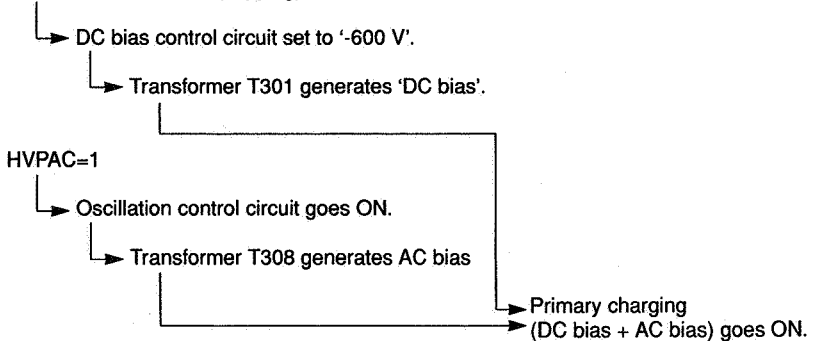 DC bias control circuit set to ‘-600 V’.
Transformer T301 generates ‘DC bias’.
HVPAC=1
Oscillation control circuit goes ON.
Transformer T308 generates AC bias
Primary charging
(DC bias + AC bias) goes ON.